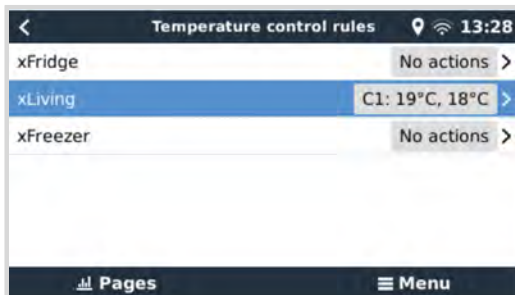 Temperature control rules 13:28
xFridge No actions
xLiving C1: 19°C, 18°C
xFreezer No actions
Pages Menu